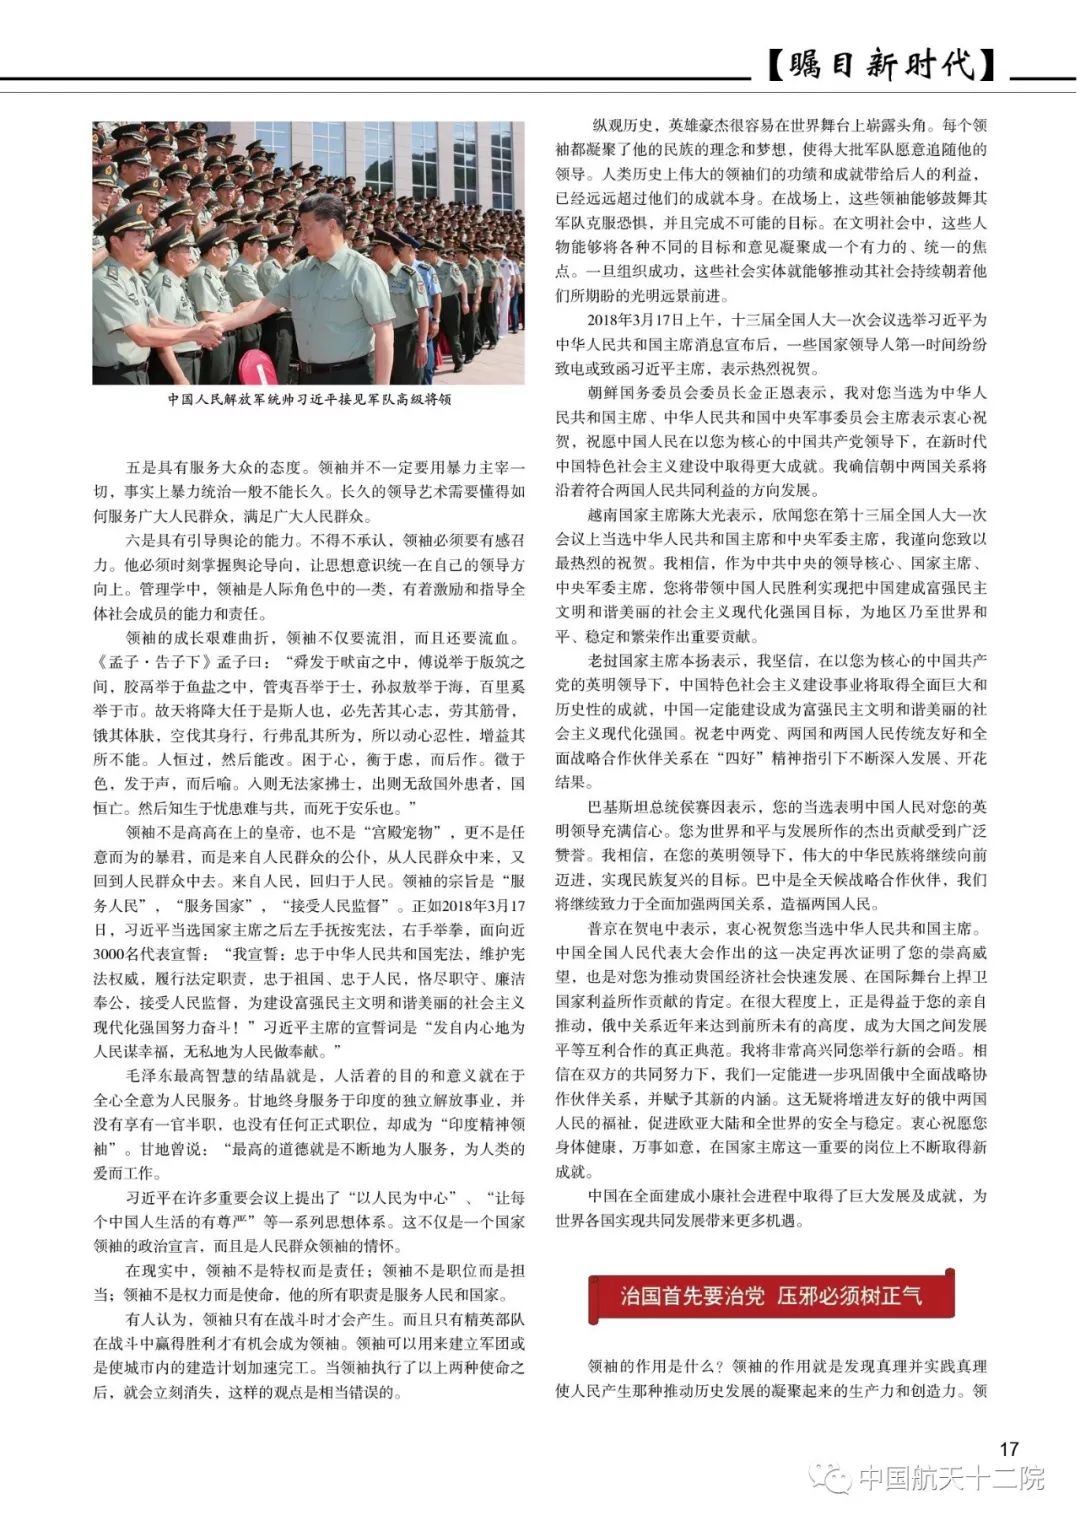 【瞩目新时代】
中国人民解放军统帅习近平接见军队高级将领
五是具有服务大众的态度。领袖并不一定要用暴力主宰一
切，事实上暴力统治一般不能长久。长久的领导艺术需要懂得如
何服务广大人民群众，满足广大人民群众。
六是具有引导舆论的能力。不得不承认，领袖必须要有感召
力。他必须时刻掌握舆论导向，让思想意识统一在自己的领导方
向上。管理学中，领袖是人际角色中的一类，有着激励和指导全
体社会成员的能力和责任。
领袖的成长艰难曲折，领袖不仅要流泪，而且还要流血。
《孟子·告子下》孟子曰：“舜发于畎亩之中，傅说举于版筑之
间，胶鬲举于鱼盐之中，管夷吾举于士，孙叔敖举于海，百里奚
举于市。故天将降大任于是斯人也，必先苦其心志，劳其筋骨，
饿其体肤，空伐其身行，行弗乱其所为，所以动心忍性，增益其
所不能。人恒过，然后能改。困于心，衡于虑，而后作。微于
色，发于声，而后喻。入则无法家拂士，出则无敌国外患者，国
恒亡。然后知生于忧患难与共，而死于安乐也。”
领袖不是高高在上的皇帝，也不是“宫殿宠物”，更不是任
意而为的暴君，而是来自人民群众的公仆，从人民群众中来，又
回到人民群众中去。来自人民，回归于人民。领袖的宗旨是“服
务人民”，“服务国家”，“接受人民监督”。正如2018年3月17
日，习近平当选国家主席之后左手抚按宪法，右手举拳，面向近
3000名代表宣誓：“我宣誓：忠于中华人民共和国宪法，维护宪
法权威，履行法定职责，忠于祖国、忠于人民，恪尽职守、廉洁
奉公，接受人民监督，为建设富强民主文明和谐美丽的社会主义
现代化强国努力奋斗！”习近平主席的宣誓词是“发自内心地为
人民谋幸福，无私地为人民做奉献。”
毛泽东最高智慧的结晶就是，人活着的目的和意义就在于
全心全意为人民服务。甘地终身服务于印度的独立解放事业，并
没有享有一官半职，也没有任何正式职位，却成为“印度精神领
袖”。甘地曾说：“最高的道德就是不断地为人服务，为人类的
爱而工作。
习近平在许多重要会议上提出了“以人民为中心”、“让每
个中国人生活的有尊严”等一系列思想体系。这不仅是一个国家
领袖的政治宣言，而且是人民群众领袖的情怀。
在现实中，领袖不是特权而是责任；领袖不是职位而是担
当；领袖不是权力而是使命，他的所有职责是服务人民和国家。
有人认为，领袖只有在战斗时才会产生。而且只有精英部队
在战斗中赢得胜利才有机会成为领袖。领袖可以用来建立军团或
是使城市内的建造计划加速完工。当领袖执行了以上两种使命之
后，就会立刻消失，这样的观点是相当错误的。
纵观历史，英雄豪杰很容易在世界舞台上崭露头角。每个领
袖都凝聚了他的民族的理念和梦想，使得大批军队愿意追随他的
领导。人类历史上伟大的领袖们的功绩和成就带给后人的利益，
已经远远超过他们的成就本身。在战场上，这些领袖能够鼓舞其
军队克服恐惧，并且完成不可能的目标。在文明社会中，这些人
物能够将各种不同的目标和意见凝聚成一个有力的、统一的焦
点。一旦组织成功，这些社会实体就能够推动其社会持续朝着他
们所期盼的光明远景前进。
2018年3月17日上午，十三届全国人大一次会议选举习近平为
中华人民共和国主席消息宣布后，一些国家领导人第一时间纷纷
致电或致函习近平主席，表示热烈祝贺。
朝鲜国务委员会委员长金正恩表示，我对您当选为中华人
民共和国主席、中华人民共和国中央军事委员会主席表示衷心祝
贺，祝愿中国人民在以您为核心的中国共产党领导下，在新时代
中国特色社会主义建设中取得更大成就。我确信朝中两国关系将
沿着符合两国人民共同利益的方向发展。
越南国家主席陈大光表示，欣闻您在第十三届全国人大一次
会议上当选中华人民共和国主席和中央军委主席，我谨向您致以
最热烈的祝贺。我相信，作为中共中央的领导核心、国家主席、
中央军委主席，您将带领中国人民胜利实现把中国建成富强民主
文明和谐美丽的社会主义现代化强国目标，为地区乃至世界和
平、稳定和繁荣作出重要贡献。
老挝国家主席本扬表示，我坚信，在以您为核心的中国共产
党的英明领导下，中国特色社会主义建设事业将取得全面巨大和
历史性的成就，中国一定能建设成为富强民主文明和谐美丽的社
会主义现代化强国。祝老中两党、两国和两国人民传统友好和全
面战略合作伙伴关系在“四好”精神指引下不断深入发展、开花
结果。
巴基斯坦总统侯赛因表示，您的当选表明中国人民对您的英
明领导充满信心。您为世界和平与发展所作的杰出贡献受到广泛
赞誉。我相信，在您的英明领导下，伟大的中华民族将继续向前
迈进，实现民族复兴的目标。巴中是全天候战略合作伙伴，我们
将继续致力于全面加强两国关系，造福两国人民。
普京在贺电中表示，衷心祝贺您当选中华人民共和国主席。
中国全国人民代表大会作出的这一决定再次证明了您的崇高威
望，也是对您为推动贵国经济社会快速发展、在国际舞台上捍卫
国家利益所作贡献的肯定。在很大程度上，正是得益于您的亲自
推动，俄中关系近年来达到前所未有的高度，成为大国之间发展
平等互利合作的真正典范。我将非常高兴同您举行新的会晤。相
信在双方的共同努力下，我们一定能进一步巩固俄中全面战略协
作伙伴关系，并赋予其新的内涵。这无疑将增进友好的俄中两国
人民的福祉，促进欧亚大陆和全世界的安全与稳定。衷心祝愿您
身体健康，万事如意，在国家主席这一重要的岗位上不断取得新
成就。
中国在全面建成小康社会进程中取得了巨大发展及成就，为
世界各国实现共同发展带来更多机遇。
治国首先要治党 压邪必须树正气
领袖的作用是什么？领袖的作用就是发现真理并实践真理
使人民产生那种推动历史发展的凝聚起来的生产力和创造力。领
17
中国航天十二院